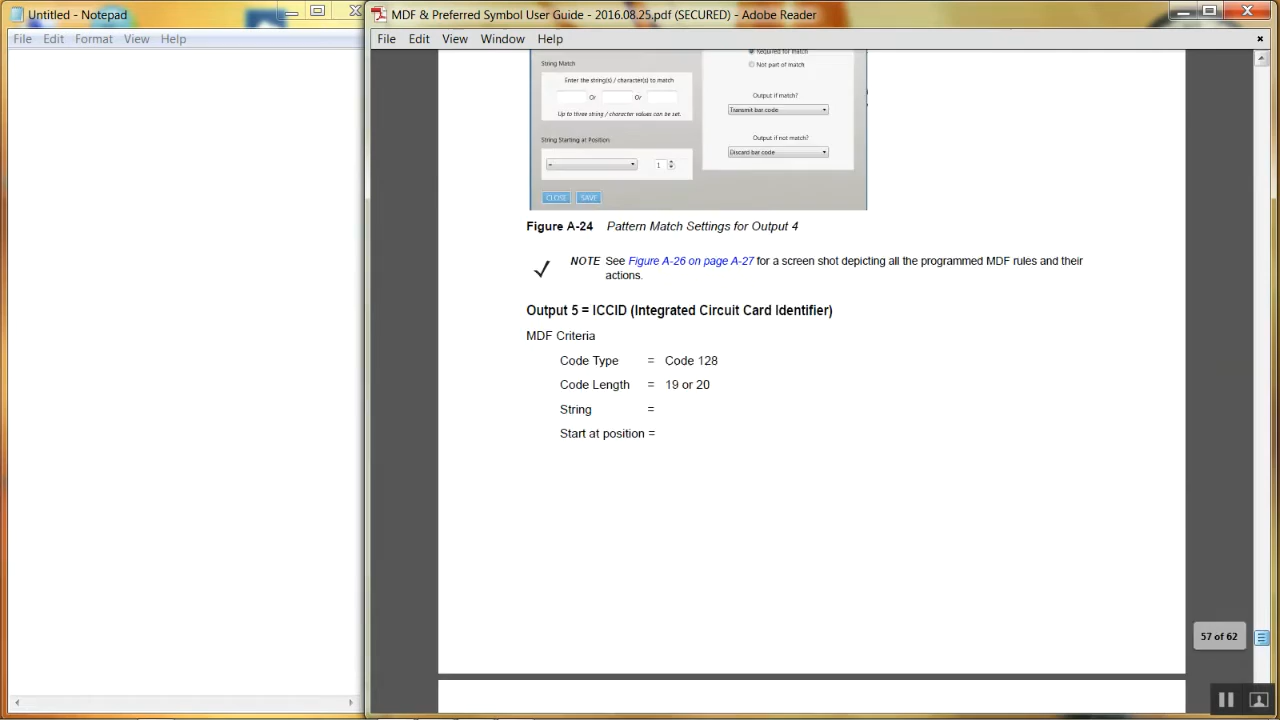 Untitled - Notepad
File Edit Format View Help
MDF & Preferred Symbol User Guide - 2016.08.25.pdf (SECURED) - Adobe Reader
File Edit View Window Help
String Match
Enter the string(s) / character(s) to match
Or Or
Up to three string / character values can be set.
String Starting at Position
- 1
CLOSE SAVE
Required for match
Not part of match
Output if match?
Transmit bar code
Output if not match?
Discard bar code
Figure A-24 Pattern Match Settings for Output 4
NOTE See Figure A-26 on page A-27 for a screen shot depicting all the programmed MDF rules and their
actions.
Output 5 = ICCID (Integrated Circuit Card Identifier)
MDF Criteria
Code Type = Code 128
Code Length = 19 or 20
String =
Start at position =
57 of 62